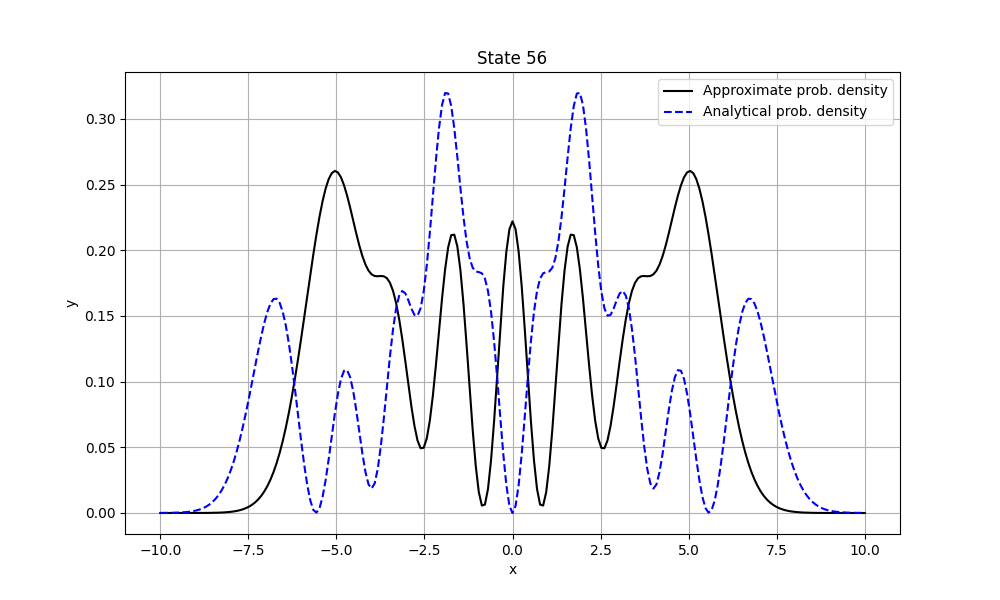 State 56
Approximate prob. density
Analytical prob. density
y
0.30
0.25
0.20
0.15
0.10
0.05
0.00
−10.0 −7.5 −5.0 −2.5 0.0 2.5 5.0 7.5 10.0
x